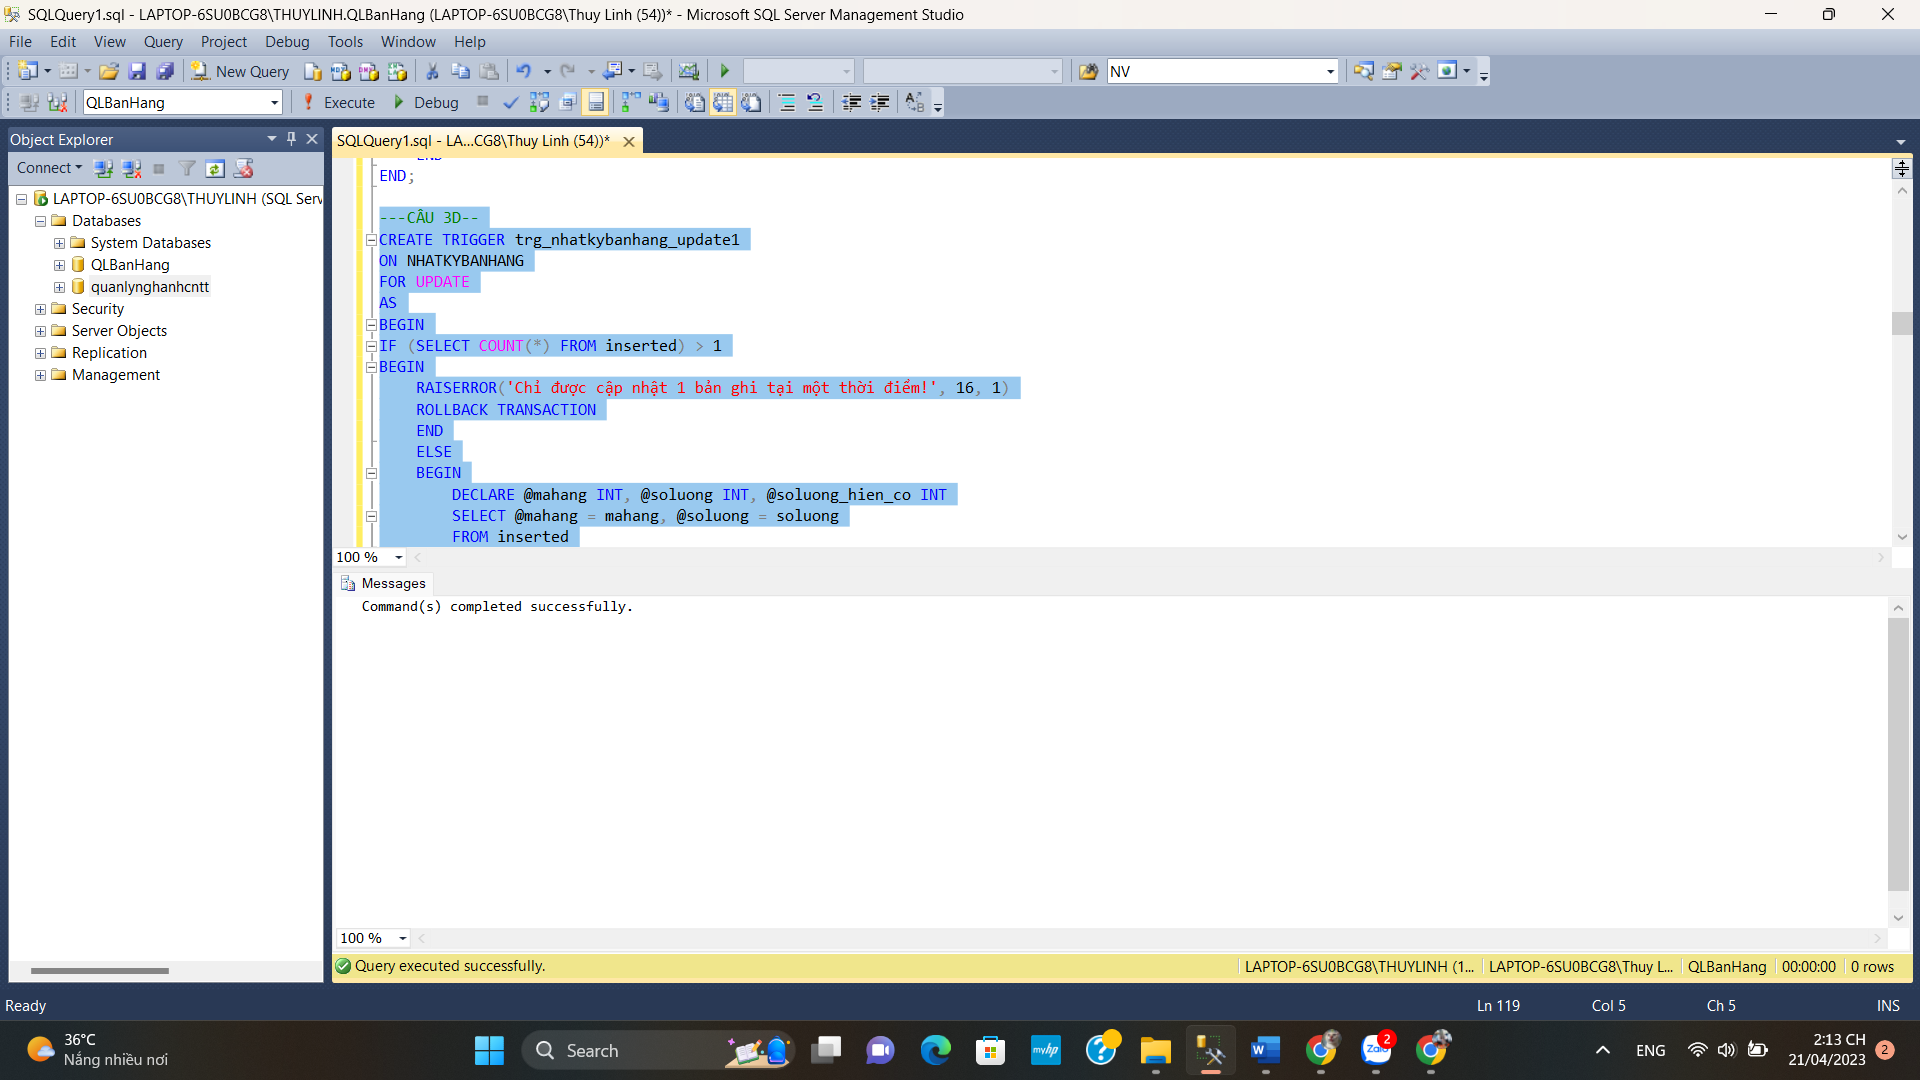 SQLQuery1.sql - LAPTOP-6SU0BCG8\THUYLINH.QLBanHang (LAPTOP-6SU0BCG8\Thuy Linh (54))* - Microsoft SQL Server Management Studio
File Edit View Query Project Debug Tools Window Help
New Query NV
QLBanHang Execute Debug
Object Explorer
Connect
LAPTOP-6SU0BCG8\THUYLINH (SQL Serv
Databases
System Databases
QLBanHang
quanlynghanhcntt
Security
Server Objects
Replication
Management
SQLQuery1.sql - LA...CG8\Thuy Linh (54))*
END
END;
---CÂU 3D--
CREATE TRIGGER trg_nhatkybanhang_update1
ON NHATKYBANHANG
FOR UPDATE
AS
BEGIN
IF (SELECT COUNT(*) FROM inserted) > 1
BEGIN
RAISERROR('Chỉ được cập nhật 1 bản ghi tại một thời điểm!', 16, 1)
ROLLBACK TRANSACTION
END
ELSE
BEGIN
DECLARE @mahang INT, @soluong INT, @soluong_hien_co INT
SELECT @mahang = mahang, @soluong = soluong
FROM inserted
100 %
Messages
Command(s) completed successfully.
100 %
Query executed successfully. LAPTOP-6SU0BCG8\THUYLINH (1... LAPTOP-6SU0BCG8\Thuy L... QLBanHang 00:00:00 0 rows
Ready Ln 119 Col 5 Ch 5 INS
36°C
Nắng nhiều nơi
Search
myhp
Zalo
2
ENG
2:13 CH
21/04/2023
2